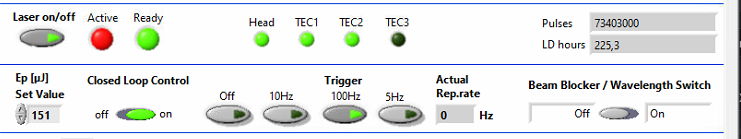 Laser on/off Active Ready Head TEC1 TEC2 TEC3 Pulses 73403000
LD hours 225,3
Ep [µJ] Closed Loop Control Trigger Actual Beam Blocker / Wavelength Switch
Set Value Off 10Hz 100Hz 5Hz Rep.rate
151 off on 0 Hz Off On